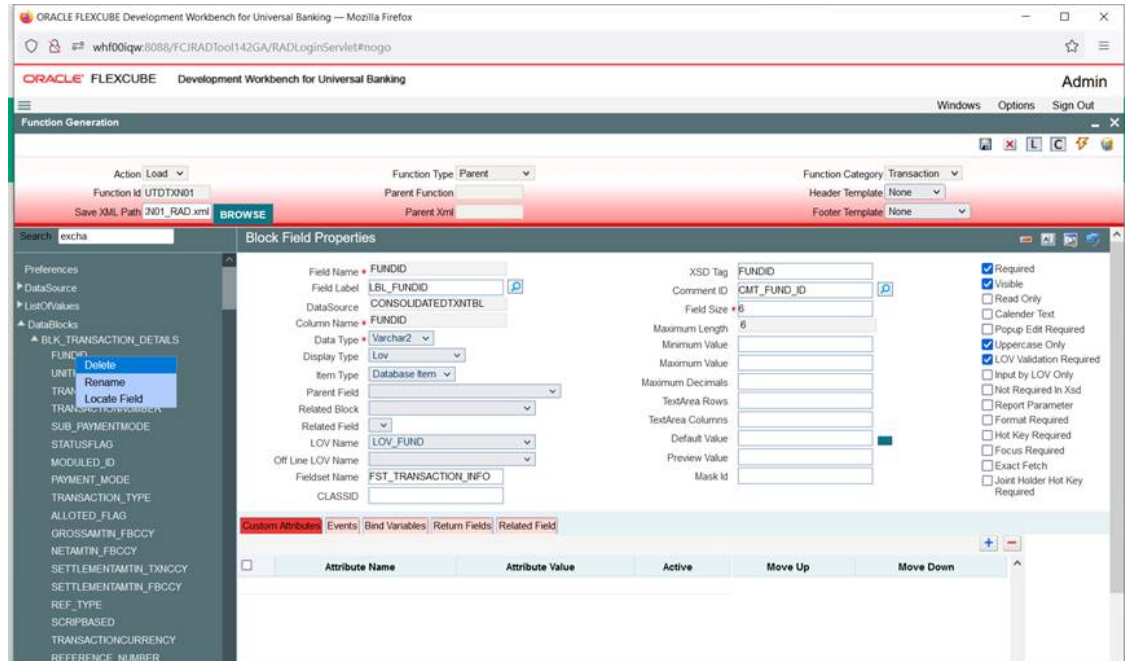 ORACLE FLEXCUBE Development Workbench for Universal Banking — Mozilla Firefox
whf00iqw:8088/FCJRADTool142GA/RADLoginServlet#nogo
ORACLE FLEXCUBE Development Workbench for Universal Banking
Admin
Windows Options Sign Out
Function Generation
L C
Action Load Function Type Parent Function Category Transaction
Function Id UTDTXN01 Parent Function Header Template None
Save XML Path N01_RAD.xml BROWSE Parent Xml Footer Template None
Search excha
Block Field Properties
Preferences
DataSource
ListOfValues
DataBlocks
BLK_TRANSACTION_DETAILS
Delete
Rename
Locate Field
TRANSACTIONNUMBER
SUB_PAYMENTMODE
STATUSFLAG
MODULED_ID
PAYMENT_MODE
TRANSACTION_TYPE
ALLOTED_FLAG
GROSSAMTIN_FBCCY
NETAMTIN_FBCCY
SETTLEMENTAMTIN_TXNCCY
SETTLEMENTAMTIN_FBCCY
REF_TYPE
SCRIPBASED
TRANSACTIONCURRENCY
REFERENCE_NUMBER
Field Name * FUNDID
Field Label LBL_FUNDID
DataSource CONSOLIDATEDTXNTBL
Column Name * FUNDID
Data Type * Varchar2
Display Type Lov
Item Type Database Item
Parent Field
Related Block
Related Field
LOV Name LOV_FUND
Off Line LOV Name
Fieldset Name FST_TRANSACTION_INFO
CLASSID
XSD Tag FUNDID
Comment ID CMT_FUND_ID
Field Size * 6
Maximum Length 6
Minimum Value
Maximum Value
Maximum Decimals
TextArea Rows
TextArea Columns
Default Value
Preview Value
Mask Id
Required
Visible
Read Only
Calender Text
Popup Edit Required
Uppercase Only
LOV Validation Required
Input by LOV Only
Not Required In Xsd
Report Parameter
Format Required
Hot Key Required
Focus Required
Exact Fetch
Joint Holder Hot Key
Required
Custom Attributes Events Bind Variables Return Fields Related Field
Attribute Name Attribute Value Active Move Up Move Down